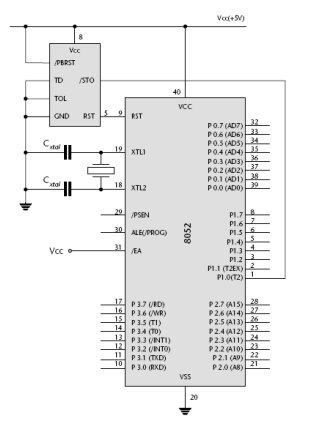 Vcc(+5V)
8
Vcc
/PBRST
TD /STO
TOL
GND RST 5 9 RST
40
VCC
P 0.7 (AD7) 32
P 0.6 (AD6) 33
P 0.5 (AD5) 34
P 0.4 (AD4) 35
P 0.3 (AD3) 36
P 0.2 (AD2) 37
P 0.1 (AD1) 38
P 0.0 (AD0) 39
Cxtal 19 XTL1
Cxtal 18 XTL2
29 /PSEN
30 ALE(/PROG)
Vcc 31 /EA
8052
P1.7 8
P1.6 7
P1.5 6
P1.4) 5
P1.3 4
P1.2 3
P1.1 (T2EX) 2
P1.0(T2) 1
17 P 3.7 (/RD) P 2.7 (A15) 28
16 P 3.6 (/WR) P 2.6 (A14) 27
15 P 3.5 (T1) P 2.5 (A13) 26
14 P 3.4 (T0) P 2.4 (A12) 25
13 P 3.3 (/INT1) P 2.3 (A11) 24
12 P 3.2 (/INT0) P 2.2 (A10) 23
11 P 3.1 (TXD) P 2.1 (A9) 22
10 P 3.0 (RXD) P 2.0 (A8) 21
VSS
20